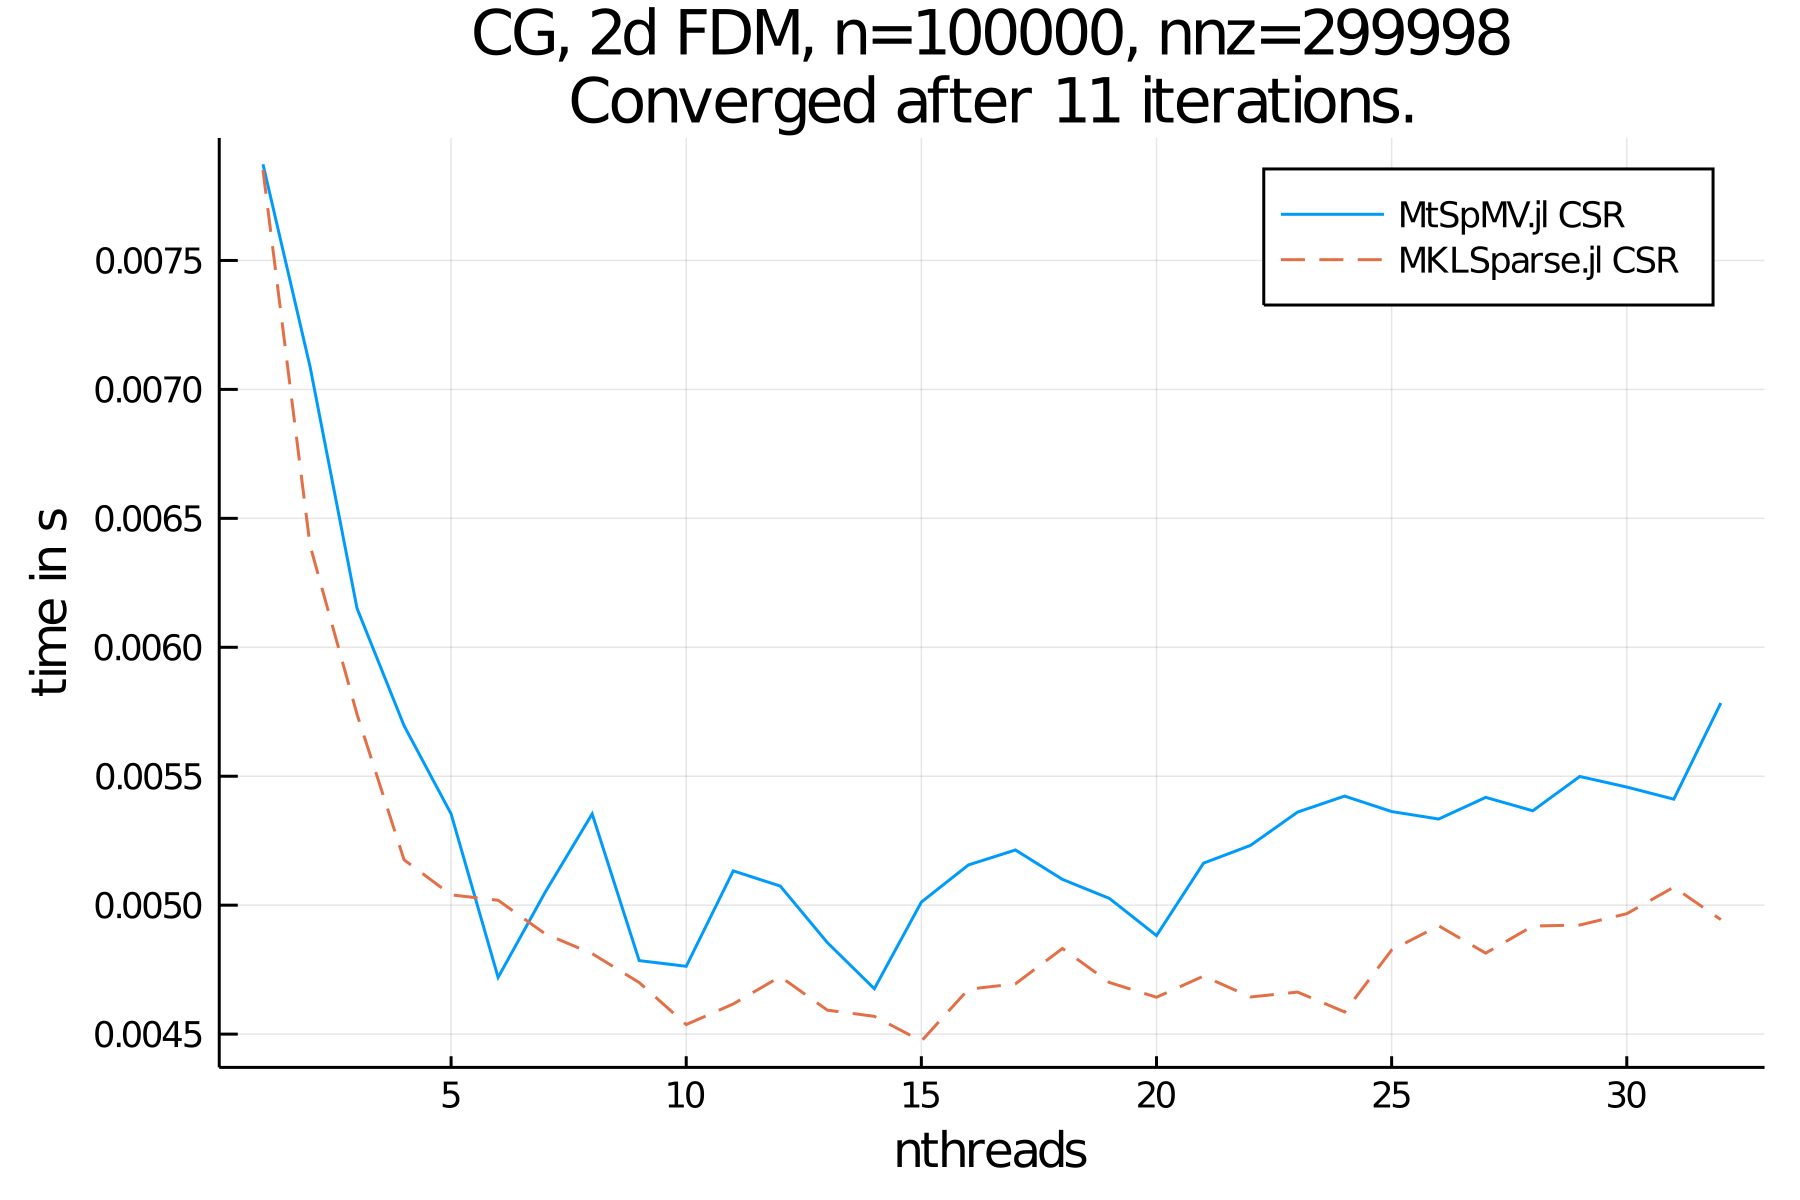 CG, 2d FDM, n=100000, nnz=299998
Converged after 11 iterations.
MtSpMV.jl CSR
MKLSparse.jl CSR
time in s
0.0075
0.0070
0.0065
0.0060
0.0055
0.0050
0.0045
5 10 15 20 25 30
nthreads